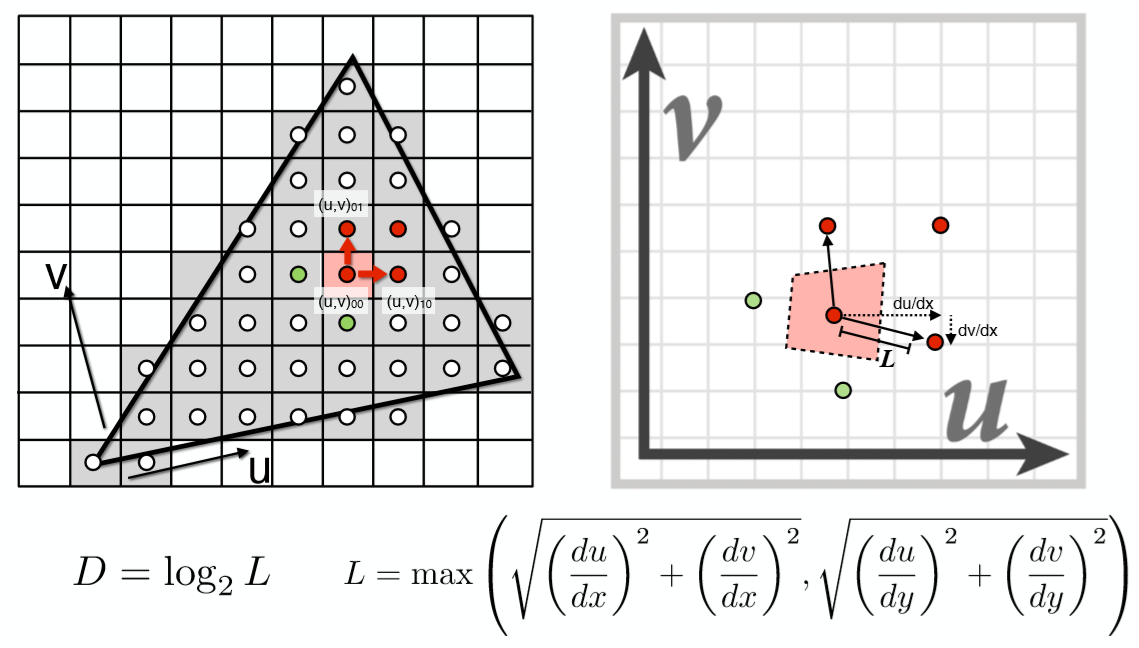 (u,v)01
v
(u,v)00 (u,v)10
u
v
du/dx
dv/dx
L
u
D = log₂ L
L = max(√((du/dx)² + (dv/dx)²), √((du/dy)² + (dv/dy)²))